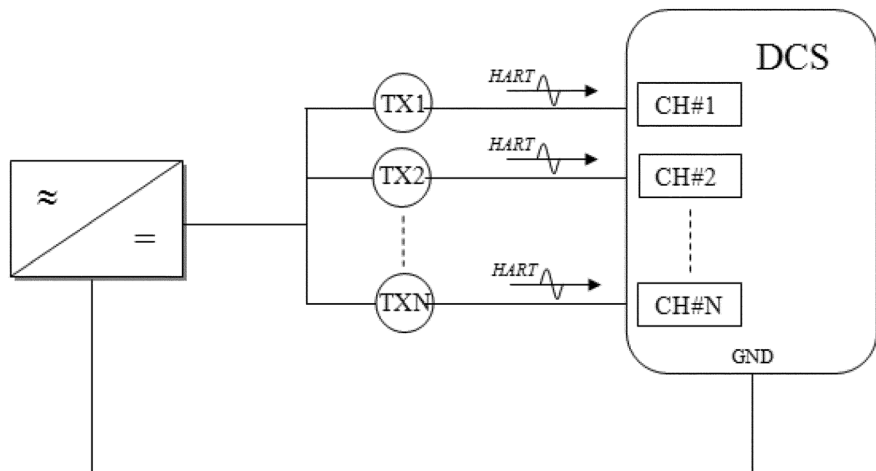 DCS
HART
TX1
CH#1
HART
TX2
CH#2
≈
=
HART
TXN
CH#N
GND